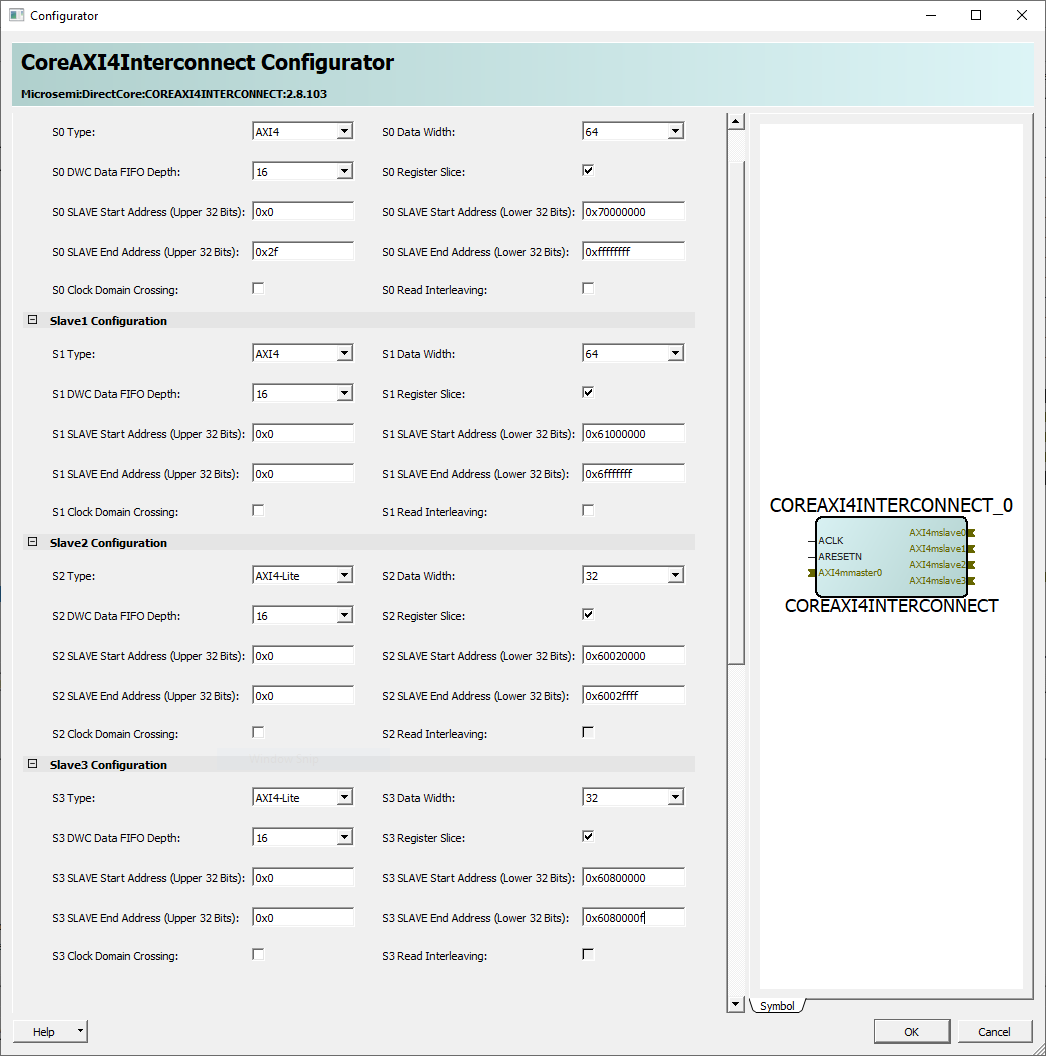 Configurator
CoreAXI4Interconnect Configurator
Microsemi:DirectCore:COREAXI4INTERCONNECT:2.8.103
S0 Type: AXI4 S0 Data Width: 64
S0 DWC Data FIFO Depth: 16 S0 Register Slice:
S0 SLAVE Start Address (Upper 32 Bits): 0x0 S0 SLAVE Start Address (Lower 32 Bits): 0x70000000
S0 SLAVE End Address (Upper 32 Bits): 0x2f S0 SLAVE End Address (Lower 32 Bits): 0xffffffff
S0 Clock Domain Crossing: S0 Read Interleaving:
Slave1 Configuration
S1 Type: AXI4 S1 Data Width: 64
S1 DWC Data FIFO Depth: 16 S1 Register Slice:
S1 SLAVE Start Address (Upper 32 Bits): 0x0 S1 SLAVE Start Address (Lower 32 Bits): 0x61000000
S1 SLAVE End Address (Upper 32 Bits): 0x0 S1 SLAVE End Address (Lower 32 Bits): 0x6fffffff
S1 Clock Domain Crossing: S1 Read Interleaving:
Slave2 Configuration
S2 Type: AXI4-Lite S2 Data Width: 32
S2 DWC Data FIFO Depth: 16 S2 Register Slice:
S2 SLAVE Start Address (Upper 32 Bits): 0x0 S2 SLAVE Start Address (Lower 32 Bits): 0x60020000
S2 SLAVE End Address (Upper 32 Bits): 0x0 S2 SLAVE End Address (Lower 32 Bits): 0x6002ffff
S2 Clock Domain Crossing: S2 Read Interleaving:
Slave3 Configuration
S3 Type: AXI4-Lite S3 Data Width: 32
S3 DWC Data FIFO Depth: 16 S3 Register Slice:
S3 SLAVE Start Address (Upper 32 Bits): 0x0 S3 SLAVE Start Address (Lower 32 Bits): 0x60800000
S3 SLAVE End Address (Upper 32 Bits): 0x0 S3 SLAVE End Address (Lower 32 Bits): 0x6080000f
S3 Clock Domain Crossing: S3 Read Interleaving:
COREAXI4INTERCONNECT_0
AXI4mslave0
ACLK
AXI4mslave1
ARESETN
AXI4mslave2
AXI4mmaster0
AXI4mslave3
COREAXI4INTERCONNECT
Symbol
Help OK Cancel